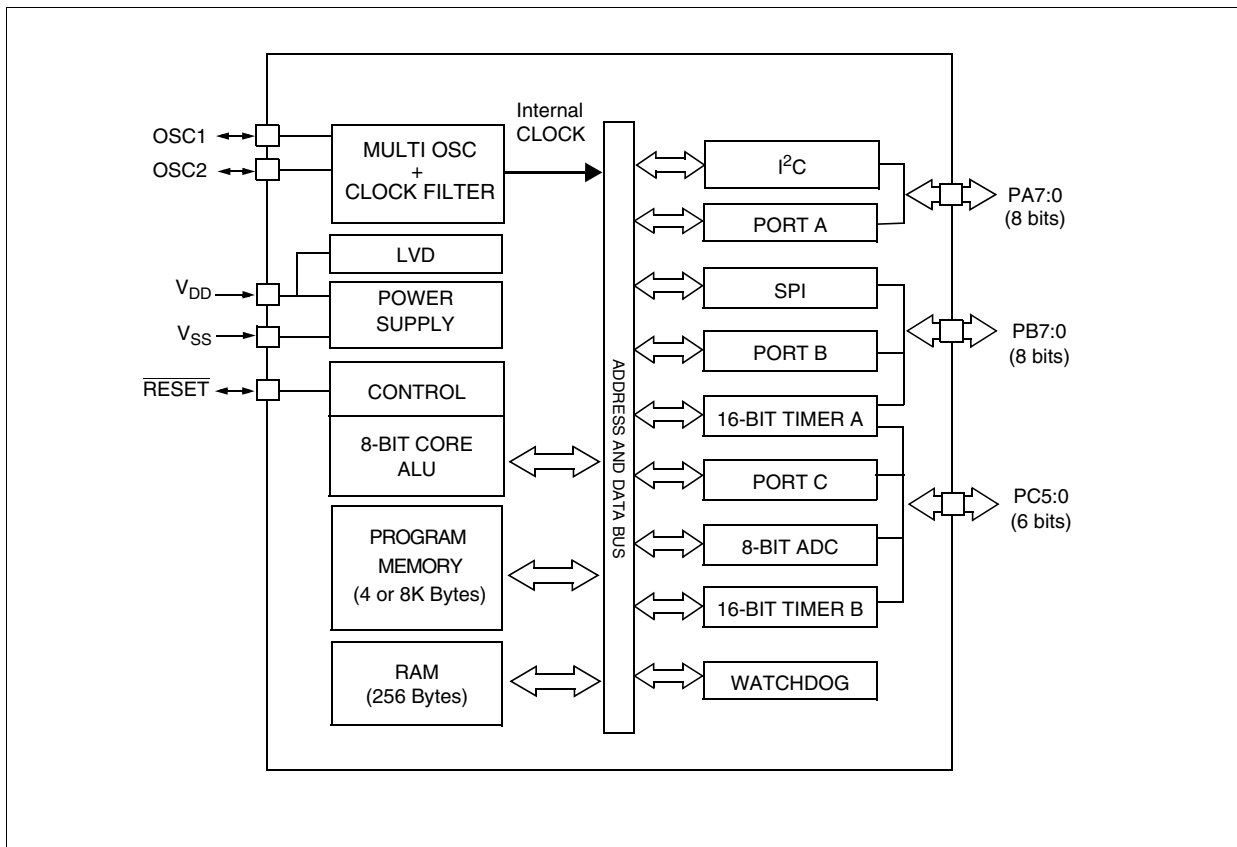 OSC1
OSC2
MULTI OSC
+
CLOCK FILTER
Internal
CLOCK
LVD
VDD
POWER
SUPPLY
VSS
RESET
CONTROL
8-BIT CORE
ALU
PROGRAM
MEMORY
(4 or 8K Bytes)
RAM
(256 Bytes)
ADDRESS AND DATA BUS
I²C
PORT A
PA7:0
(8 bits)
SPI
PORT B
PB7:0
(8 bits)
16-BIT TIMER A
PORT C
8-BIT ADC
PC5:0
(6 bits)
16-BIT TIMER B
WATCHDOG